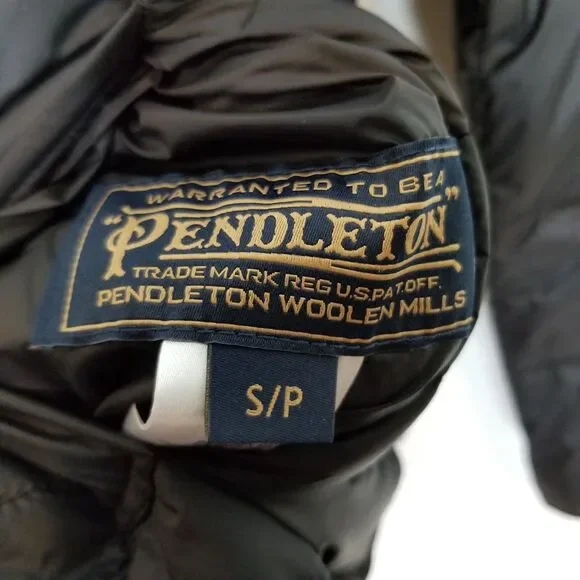 WARRANTED TO BE A
"PENDLETON"
TRADE MARK REG U.S. PAT. OFF.
PENDLETON WOOLEN MILLS
S/P